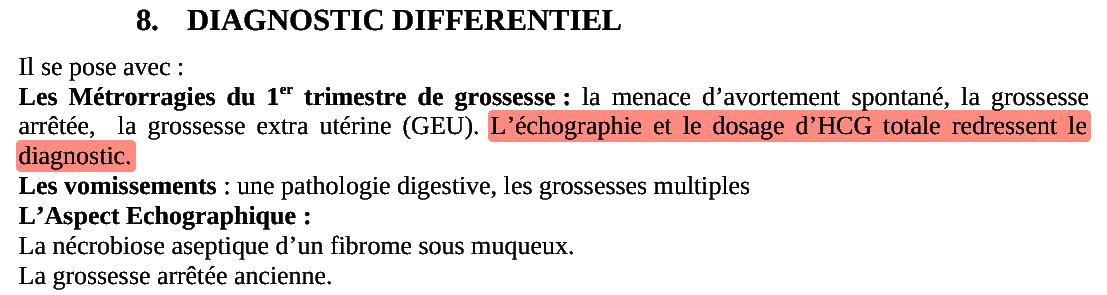 8. DIAGNOSTIC DIFFERENTIEL
Il se pose avec :
Les Métrorragies du 1er trimestre de grossesse : la menace d’avortement spontané, la grossesse
arrêtée, la grossesse extra utérine (GEU). L’échographie et le dosage d’HCG totale redressent le
diagnostic.
Les vomissements : une pathologie digestive, les grossesses multiples
L’Aspect Echographique :
La nécrobiose aseptique d’un fibrome sous muqueux.
La grossesse arrêtée ancienne.